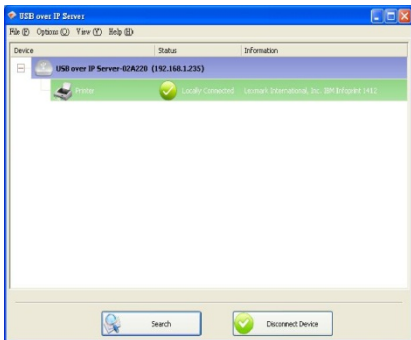 USB over IP Server
File (F) Options (O) View (Y) Help (H)
Device Status Information
USB over IP Server-02A220 (192.168.1.235)
Printer Locally Connected Lexmark International, Inc. IBM Infoprint 1412
Search Disconnect Device